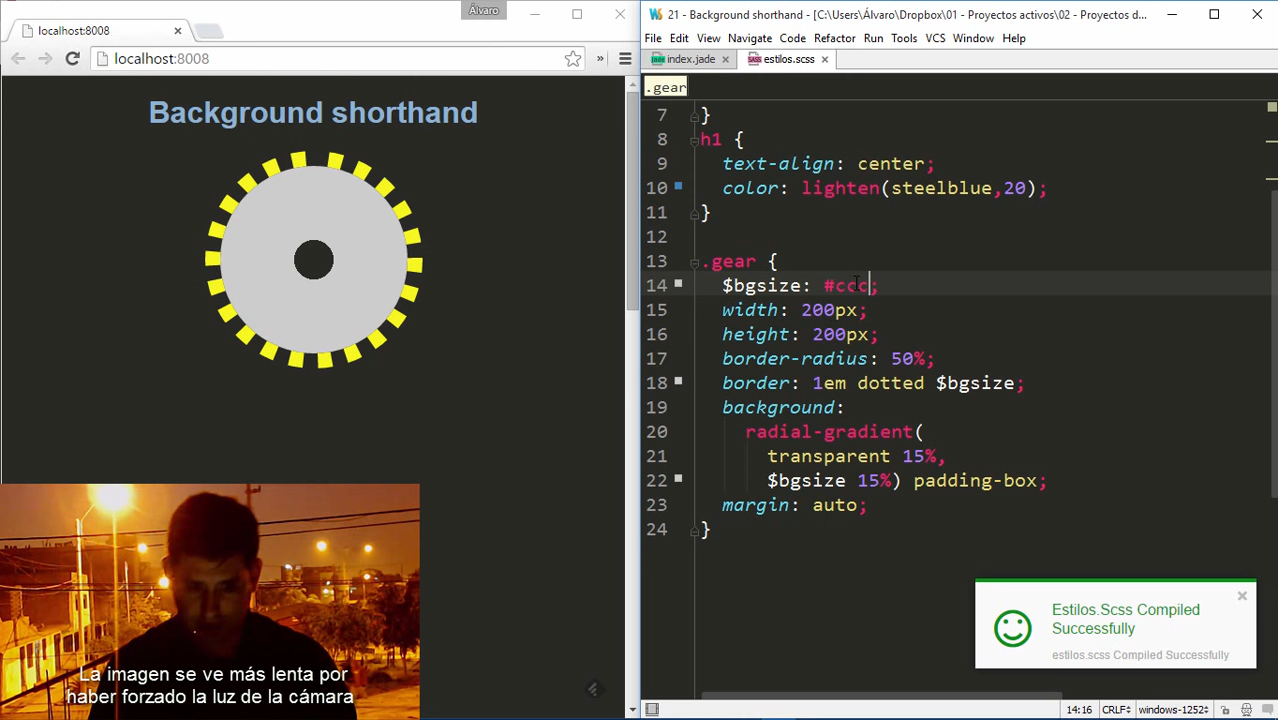 Álvaro
localhost:8008
localhost:8008
»
Background shorthand
La imagen se ve más lenta por
haber forzado la luz de la cámara
21 - Background shorthand - [C:\Users\Álvaro\Dropbox\01 - Proyectos activos\02 - Proyectos d...
File Edit View Navigate Code Refactor Run Tools VCS Window Help
index.jade
estilos.scss
.gear
7 }
8 h1 {
9 text-align: center;
10 color: lighten(steelblue,20);
11 }
12
13 .gear {
14 $bgsize: #ccc;
15 width: 200px;
16 height: 200px;
17 border-radius: 50%;
18 border: 1em dotted $bgsize;
19 background:
20 radial-gradient(
21 transparent 15%,
22 $bgsize 15%) padding-box;
23 margin: auto;
24 }
Estilos.Scss Compiled
Successfully
estilos.scss Compiled Successfully
14:16 CRLF÷ windows-1252÷